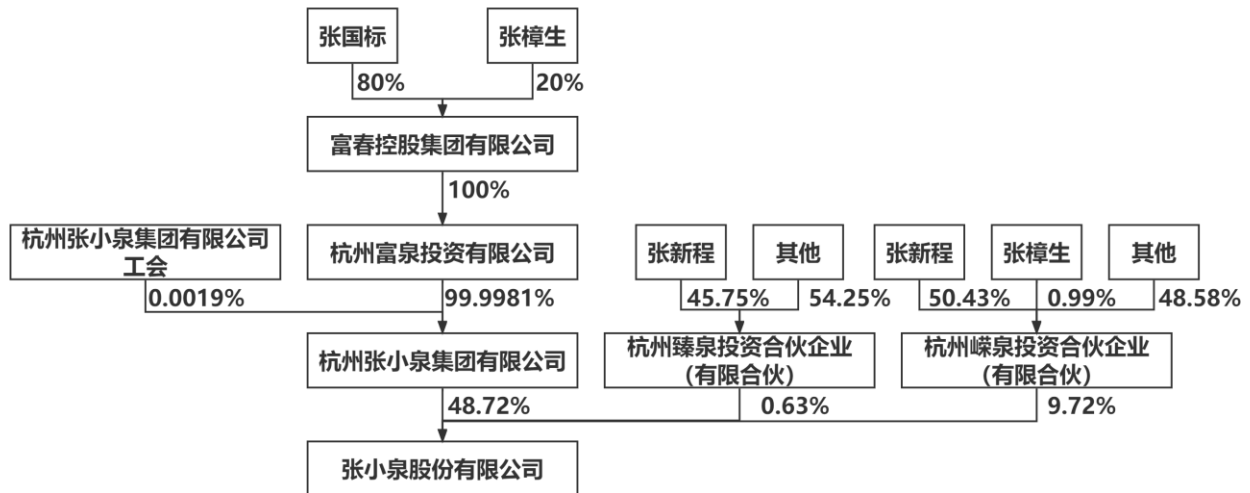 张国标
张樟生
80%
20%
富春控股集团有限公司
100%
杭州张小泉集团有限公司
工会
杭州富泉投资有限公司
张新程
其他
张新程
张樟生
其他
0.0019%
99.9981%
45.75%
54.25%
50.43%
0.99%
48.58%
杭州张小泉集团有限公司
杭州臻泉投资合伙企业
（有限合伙）
杭州嵘泉投资合伙企业
（有限合伙）
48.72%
0.63%
9.72%
张小泉股份有限公司